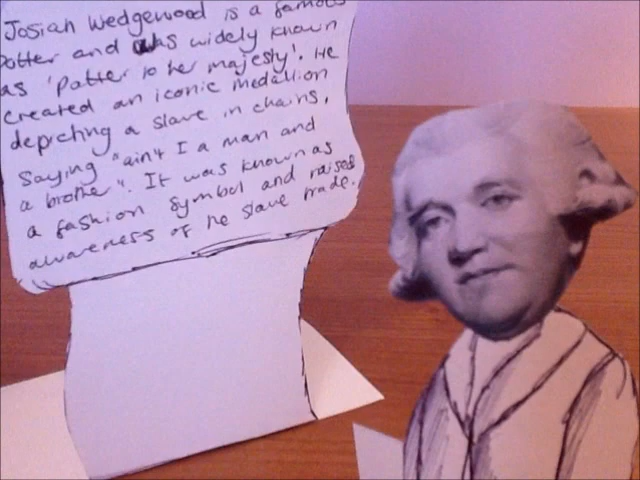 Josiah Wedgewood is a famous
Potter and was widely known
as 'Potter to her majesty'. He
created an iconic medallion
depicting a slave in chains,
Saying "ain't I a man and
a brother". It was known as
a fashion symbol and raised
awareness of he slave trade.